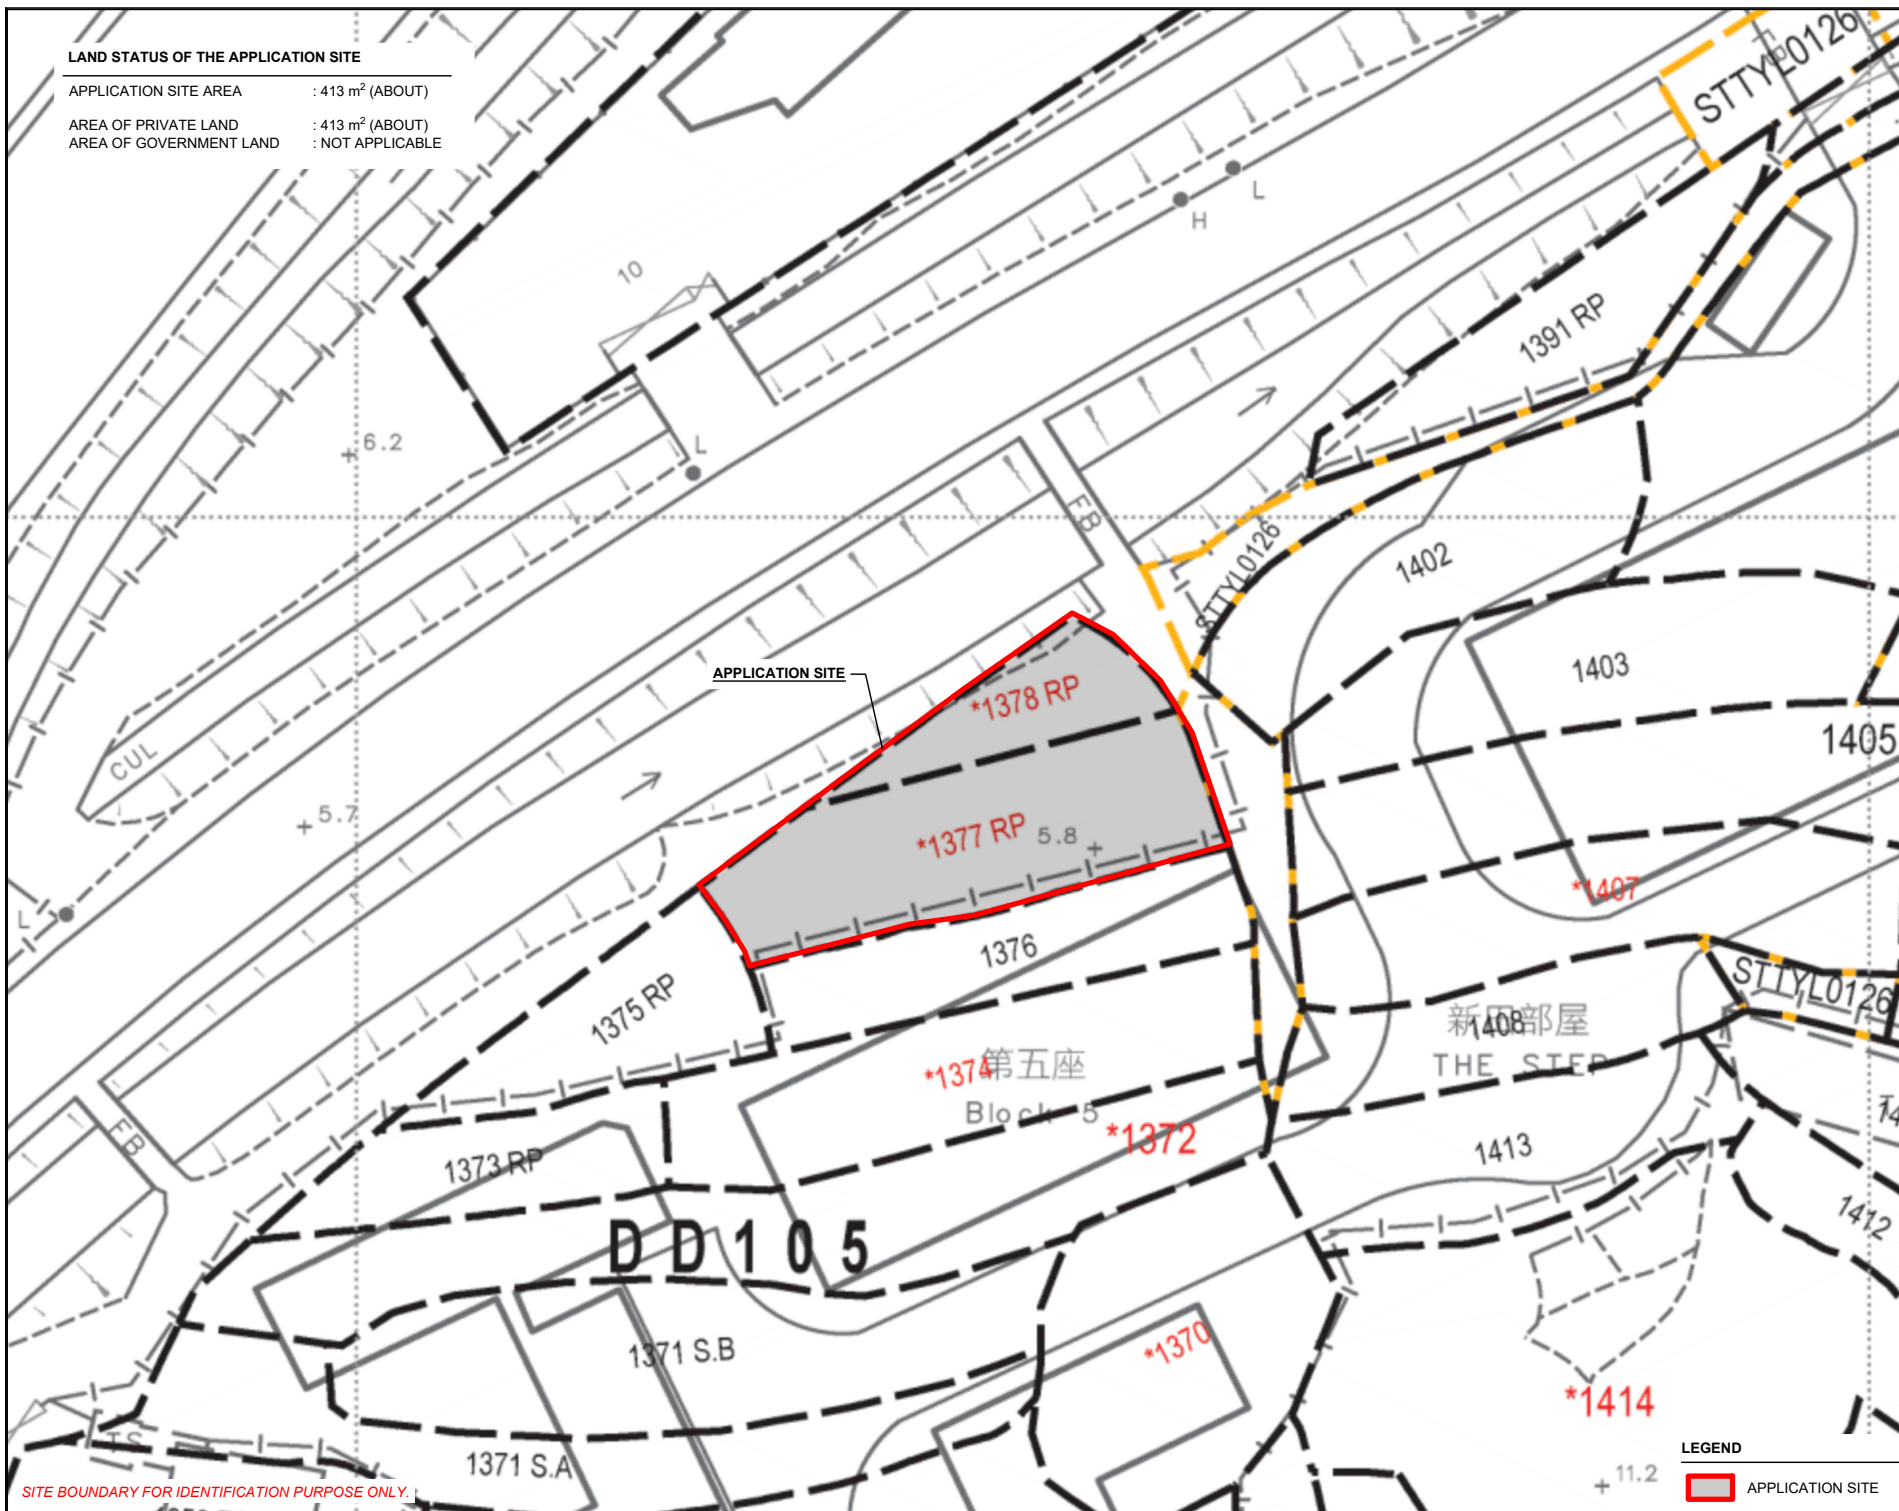 LAND STATUS OF THE APPLICATION SITE
APPLICATION SITE AREA : 413 m² (ABOUT)
AREA OF PRIVATE LAND : 413 m² (ABOUT)
AREA OF GOVERNMENT LAND : NOT APPLICABLE
STTYL0126
FB
L
H
10
1391 RP
6.2
L
FB
STTYL0126
1402
1403
APPLICATION SITE
*1378 RP
1405
CUL
5.7
*1377 RP
5.8
*1407
L
1376
STTYL0126
1375 RP
新田部屋
1408
THE STEP
第五座
*1374
Block 5
*1372
FB
1413
1373 RP
1412
DD105
1371 S.B
*1370
*1414
TS
1371 S.A
11.2
LEGEND
APPLICATION SITE
SITE BOUNDARY FOR IDENTIFICATION PURPOSE ONLY.